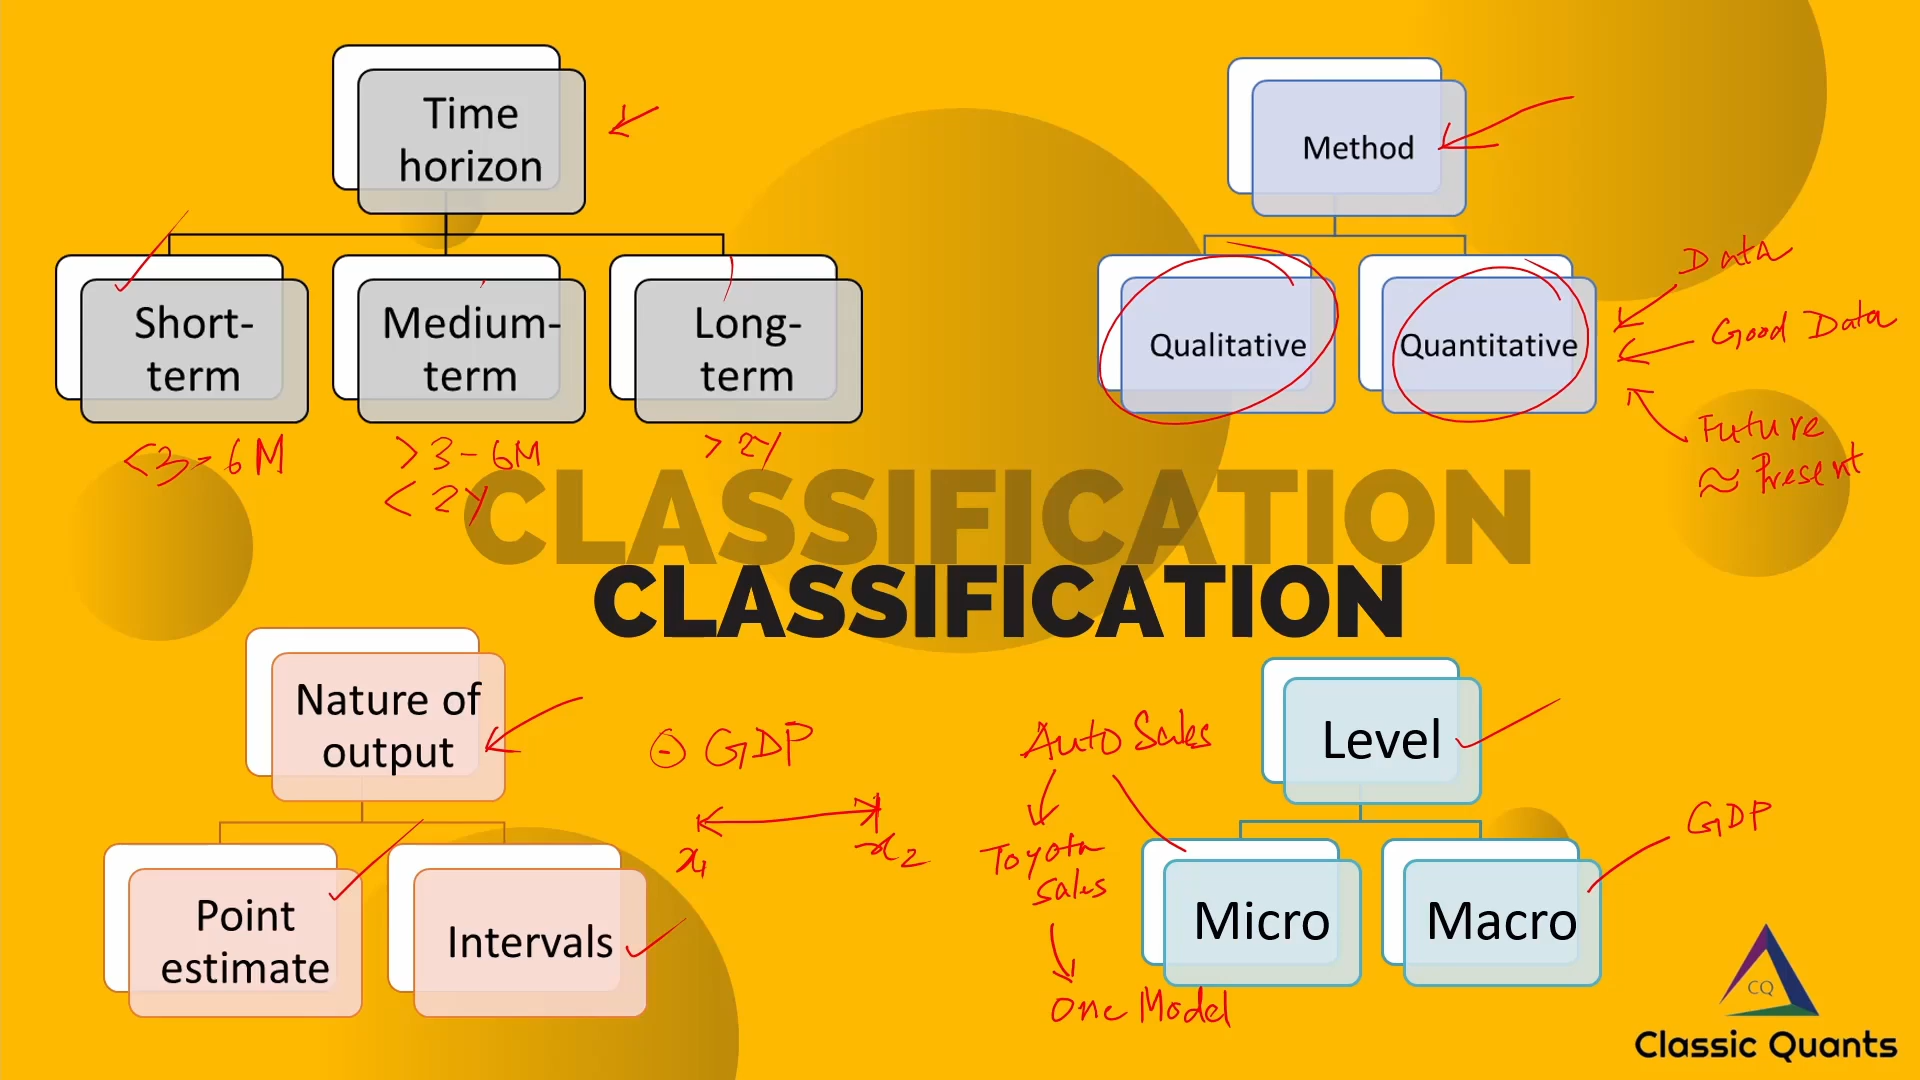 Time
horizon
Short-
term
Medium-
term
Long-
term
<3-6M
>3-6M
<2y
>2y
Method
Qualitative
Quantitative
Data
Good Data
Future
≈ Present
CLASSIFICATION
CLASSIFICATION
Nature of
output
Point
estimate
Intervals
GDP
x1
x2
Auto Sales
Toyota
Sales
One Model
Level
Micro
Macro
GDP
CQ
Classic Quants